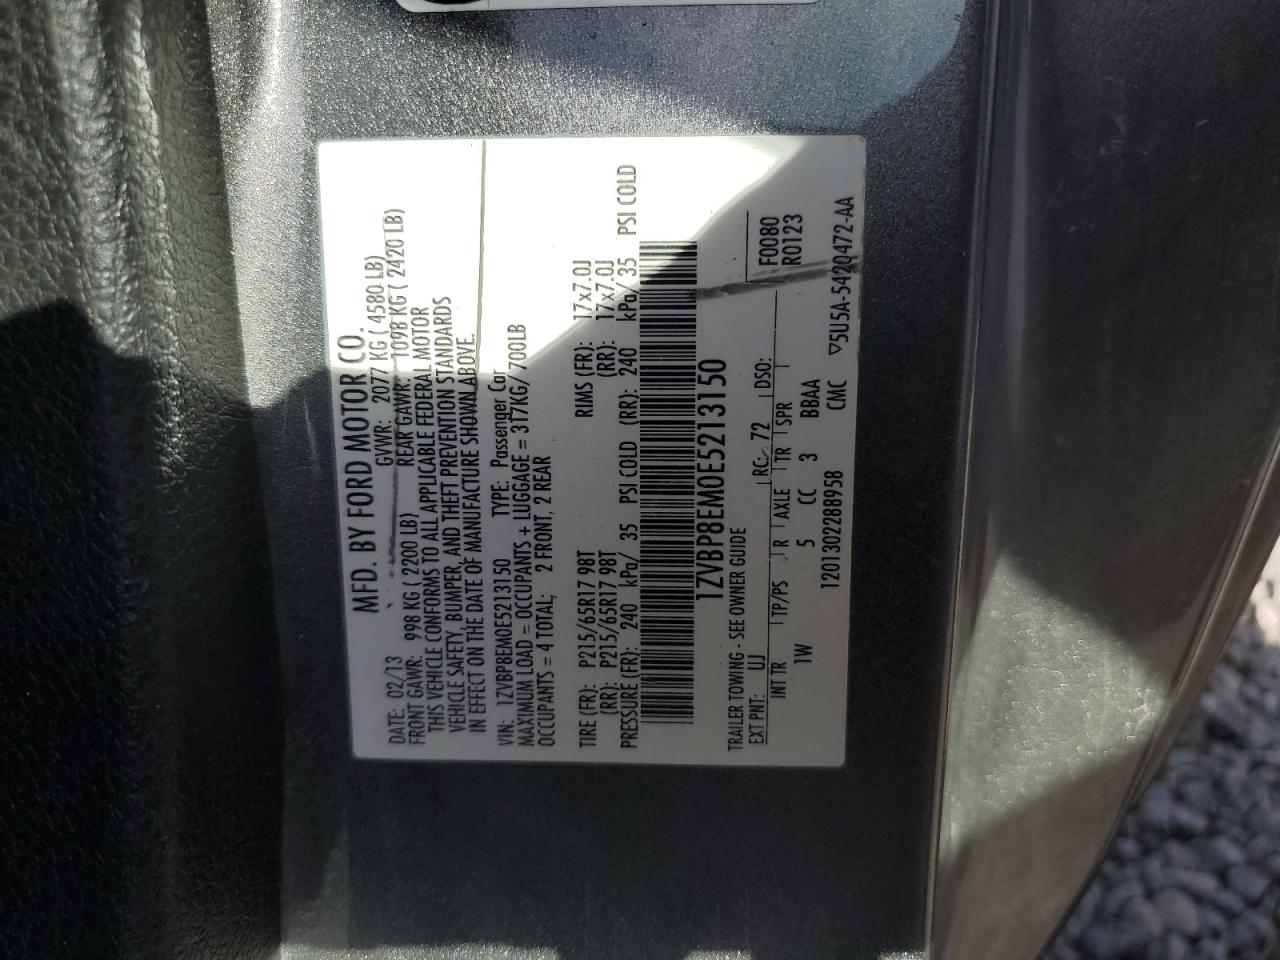 MFD. BY FORD MOTOR CO.
DATE: 02/13 GVWR: 2077 KG ( 4580 LB)
FRONT GAWR: 998 KG ( 2200 LB) REAR GAWR: 1098 KG ( 2420 LB)
THIS VEHICLE CONFORMS TO ALL APPLICABLE FEDERAL MOTOR
VEHICLE SAFETY, BUMPER, AND THEFT PREVENTION STANDARDS
IN EFFECT ON THE DATE OF MANUFACTURE SHOWN ABOVE.
VIN: 1ZVBP8EM0E5213150 TYPE: Passenger Car
MAXIMUM LOAD = OCCUPANTS + LUGGAGE = 317KG/ 700LB
OCCUPANTS = 4 TOTAL; 2 FRONT, 2 REAR
TIRE (FR): P215/65R17 98T RIMS (FR): 17x7.0J
(RR): P215/65R17 98T (RR): 17x7.0J
PRESSURE (FR): 240 kPa/ 35 PSI COLD (RR): 240 kPa/ 35 PSI COLD
1ZVBP8EM0E5213150
TRAILER TOWING - SEE OWNER GUIDE
EXT PNT: UJ RC: 72 DSO: F0080
INT TR TP/PS R AXLE TR SPR R0123
1W 5 CC 3 BBAA
1201302288958 CMC ▽5U5A-5420472-AA